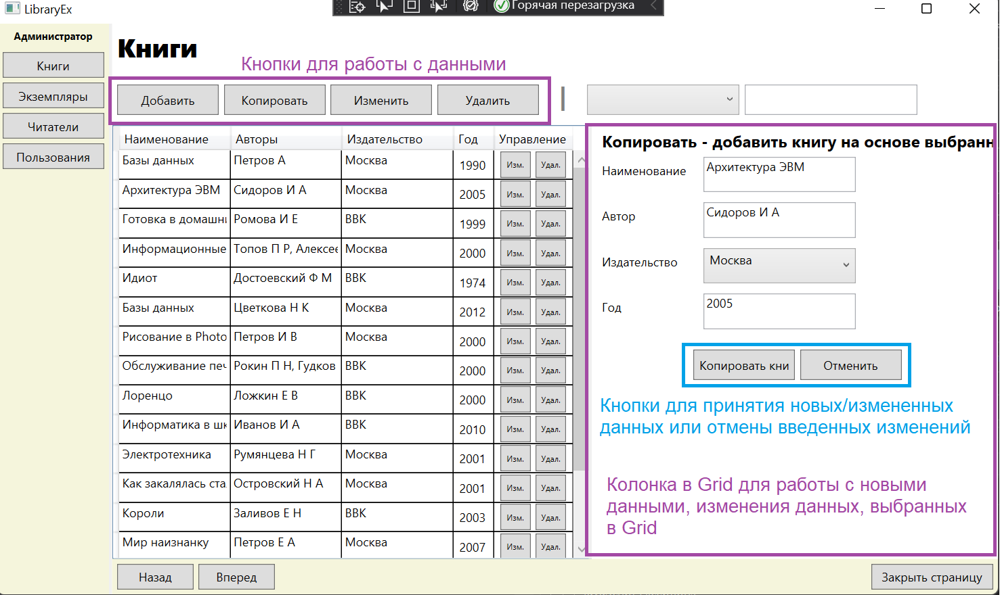 LibraryEx
Горячая перезагрузка
Администратор
Книги
Экземпляры
Читатели
Пользования
Книги
Кнопки для работы с данными
Добавить Копировать Изменить Удалить |
Наименование Авторы Издательство Год Управление
Базы данных Петров А Москва 1990 Изм. Удал.
Архитектура ЭВМ Сидоров И А Москва 2005 Изм. Удал.
Готовка в домашни Ромова И Е BBK 1999 Изм. Удал.
Информационные Топов П Р, Алексее Москва 2000 Изм. Удал.
Идиот Достоевский Ф М BBK 1974 Изм. Удал.
Базы данных Цветкова Н К Москва 2012 Изм. Удал.
Рисование в Photo Петров И В Москва 2000 Изм. Удал.
Обслуживание печ Рокин П Н, Гудков BBK 2000 Изм. Удал.
Лоренцо Ложкин Е В BBK 2000 Изм. Удал.
Информатика в шк Иванов И А BBK 2010 Изм. Удал.
Электротехника Румянцева Н Г Москва 2001 Изм. Удал.
Как закалялась ста. Островский Н А Москва 2001 Изм. Удал.
Короли Заливов Е Н BBK 2003 Изм. Удал.
Мир наизнанку Петров Е А Москва 2007 Изм. Удал.
Копировать - добавить книгу на основе выбранн
Наименование Архитектура ЭВМ
Автор Сидоров И А
Издательство Москва
Год 2005
Копировать кни Отменить
Кнопки для принятия новых/измененных
данных или отмены введенных изменений
Колонка в Grid для работы с новыми
данными, изменения данных, выбранных
в Grid
Назад Вперед Закрыть страницу